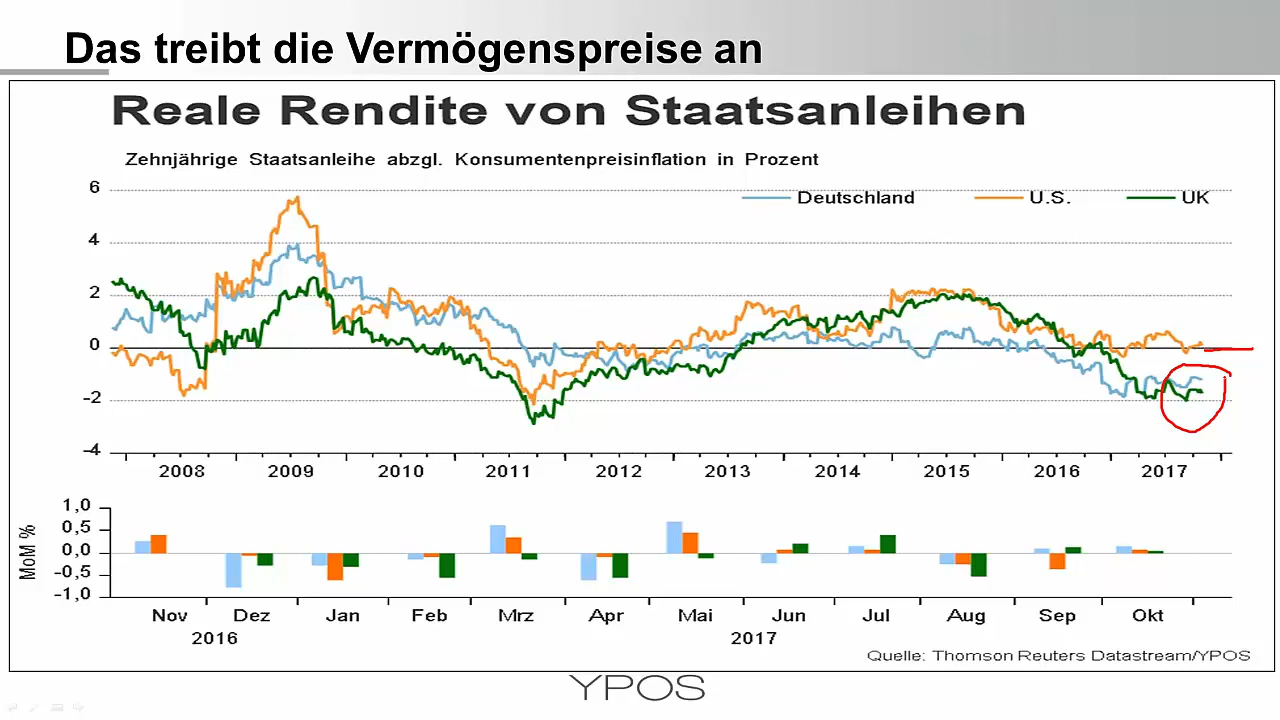 Das treibt die Vermögenspreise an
Reale Rendite von Staatsanleihen
Zehnjährige Staatsanleihe abzgl. Konsumentenpreisinflation in Prozent
Deutschland U.S. UK
6
4
2
0
-2
-4
2008 2009 2010 2011 2012 2013 2014 2015 2016 2017
MoM %
1,0
0,5
0,0
-0,5
-1,0
Nov Dez Jan Feb Mrz Apr Mai Jun Jul Aug Sep Okt
2016 2017
Quelle: Thomson Reuters Datastream/YPOS
YPOS